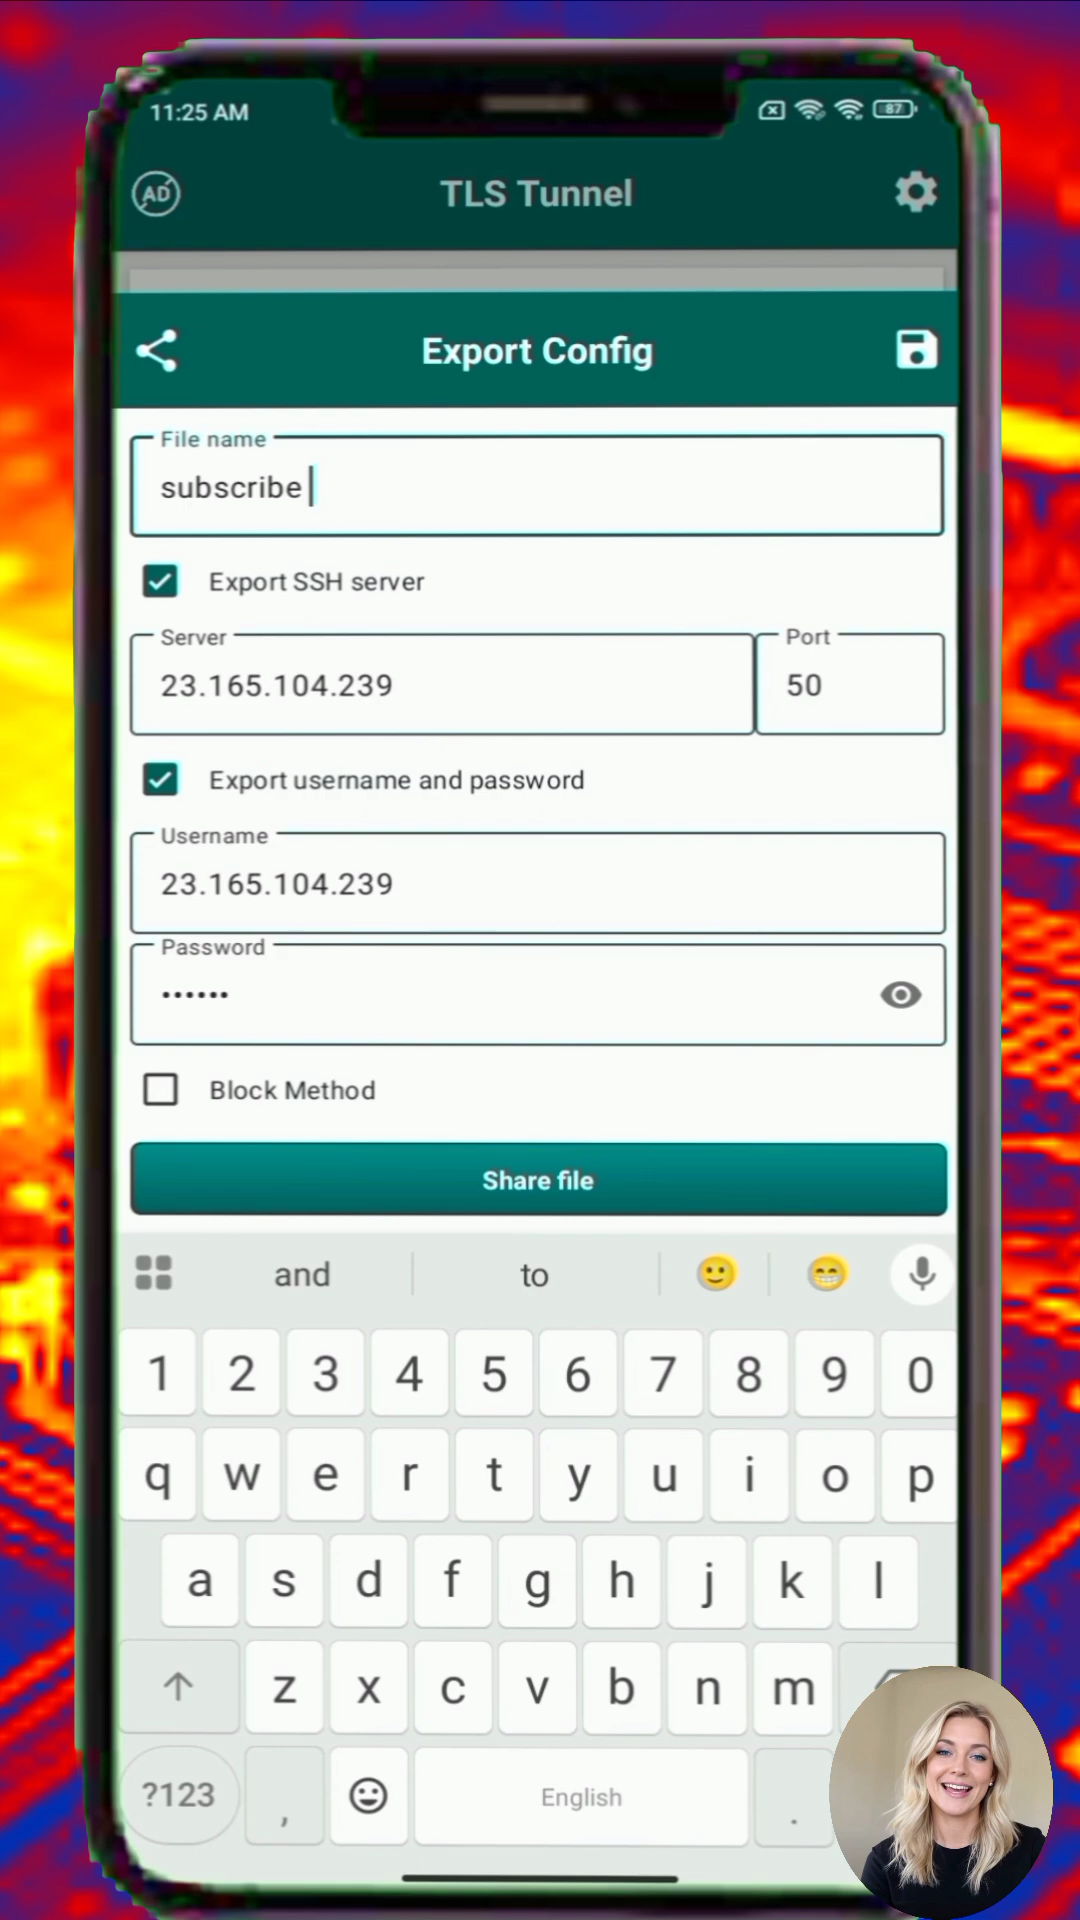 11:25 AM
87
AD
TLS Tunnel
Export Config
File name
subscribe
Export SSH server
Server
Port
23.165.104.239
50
Export username and password
Username
23.165.104.239
Password
••••••
Block Method
Share file
and
to
1 2 3 4 5 6 7 8 9 0
q w e r t y u i o p
a s d f g h j k l
z x c v b n m
?123
,
English
.